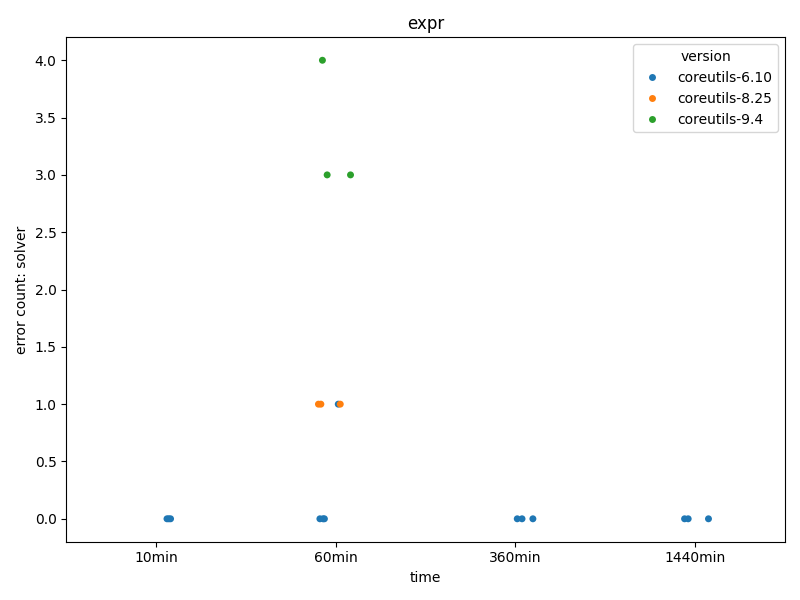 expr
version
coreutils-6.10
coreutils-8.25
coreutils-9.4
error count: solver
4.0
3.5
3.0
2.5
2.0
1.5
1.0
0.5
0.0
10min
60min
360min
1440min
time